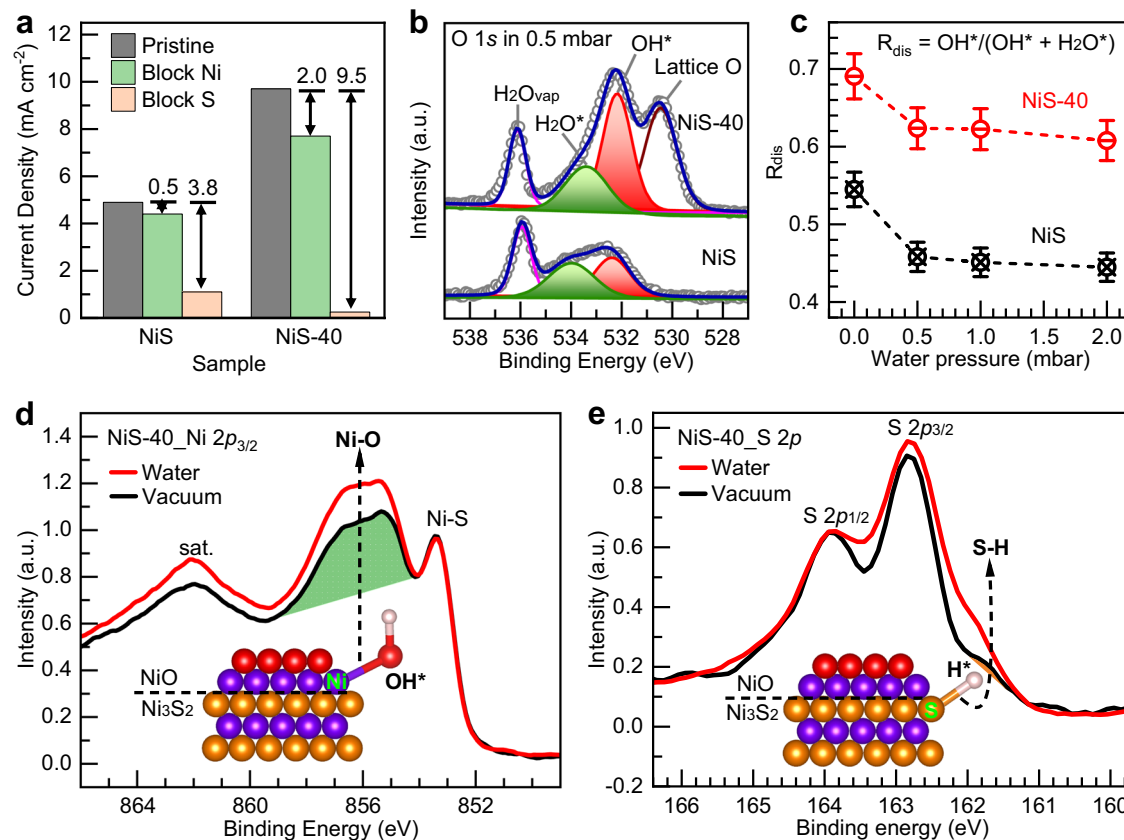 a
Current Density (mA cm⁻²)
12
10
8
6
4
2
0
Pristine
Block Ni
Block S
0.5
3.8
2.0
9.5
NiS
NiS-40
Sample
b
Intensity (a.u.)
O 1s in 0.5 mbar
H₂Ovap
H₂O*
OH*
Lattice O
NiS-40
NiS
538 536 534 532 530 528
Binding Energy (eV)
c
R_dis
R_dis = OH*/(OH* + H₂O*)
0.7
0.6
0.5
0.4
NiS-40
NiS
0.0 0.5 1.0 2.0
Water pressure (mbar)
d
Intensity (a.u.)
1.4
1.2
1.0
0.8
0.6
0.4
0.2
0.0
NiS-40_Ni 2p₃/₂
Water
Vacuum
Ni-O
Ni-S
sat.
Ni
OH*
NiO
Ni₃S₂
864 860 856 852
Binding Energy (eV)
e
Intensity (a.u.)
1.0
0.8
0.6
0.4
0.2
0.0
-0.2
NiS-40_S 2p
Water
Vacuum
S 2p₃/₂
S 2p₁/₂
S-H
H*
S
NiO
Ni₃S₂
166 165 164 163 162 161 160
Binding energy (eV)